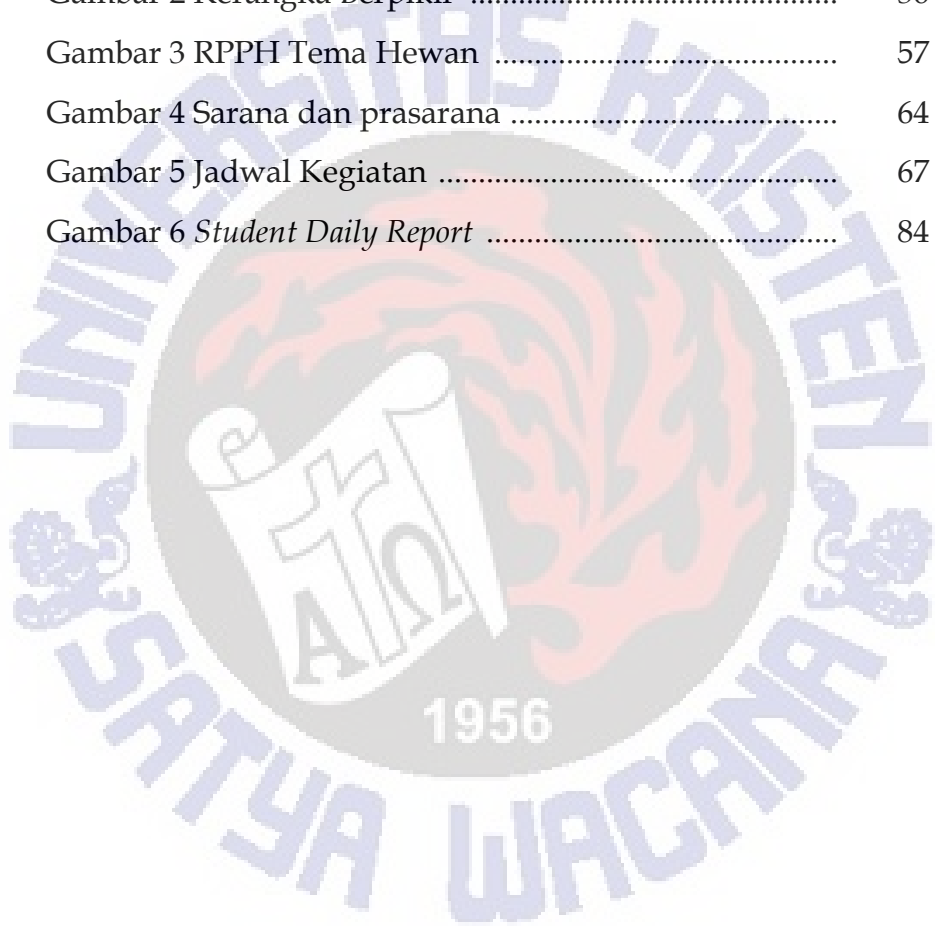 Gambar 2 Kerangka Berpikir ............................................... 50
Gambar 3 RPPH Tema Hewan ........................................... 57
Gambar 4 Sarana dan prasarana ......................................... 64
Gambar 5 Jadwal Kegiatan .................................................. 67
Gambar 6 Student Daily Report ............................................ 84
UNIVERSITAS KRISTEN
Α Ω
1956
SATYA WACANA